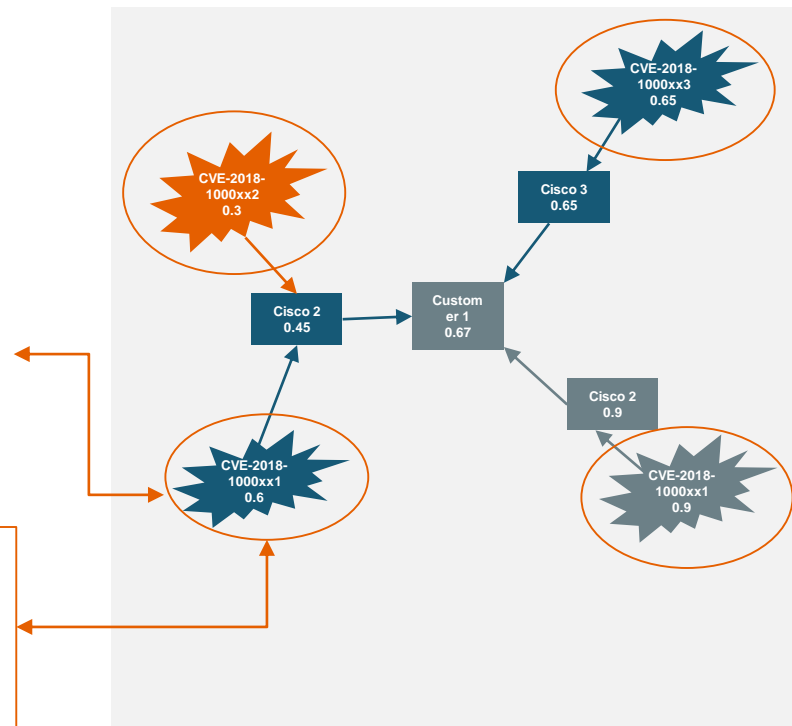 CVE-2018-
1000xx3
0.65
CVE-2018-
1000xx2
0.3
Cisco 3
0.65
Cisco 2
0.45
Custom
er 1
0.67
Cisco 2
0.9
CVE-2018-
1000xx1
0.6
CVE-2018-
1000xx1
0.9